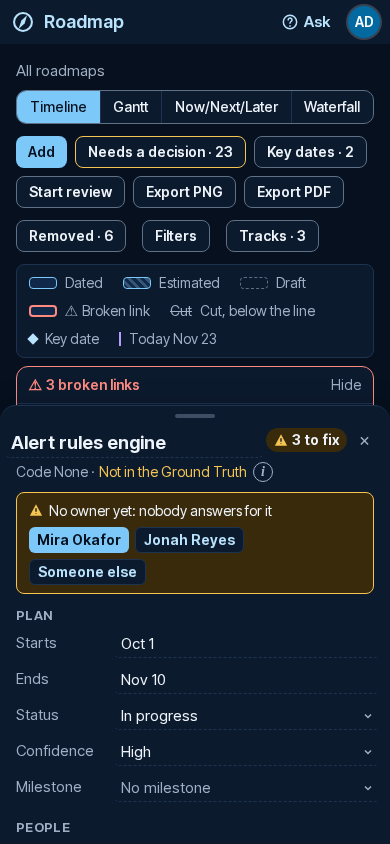 Roadmap
Ask
AD
All roadmaps
Timeline Gantt Now/Next/Later Waterfall
Add Needs a decision · 23 Key dates · 2
Start review Export PNG Export PDF
Removed · 6 Filters Tracks · 3
Dated Estimated Draft
⚠ Broken link Cut Cut, below the line
Key date Today Nov 23
⚠ 3 broken links Hide
Alert rules engine ⚠ 3 to fix ×
Code None · Not in the Ground Truth i
⚠ No owner yet: nobody answers for it
Mira Okafor Jonah Reyes
Someone else
PLAN
Starts Oct 1
Ends Nov 10
Status In progress
Confidence High
Milestone No milestone
PEOPLE